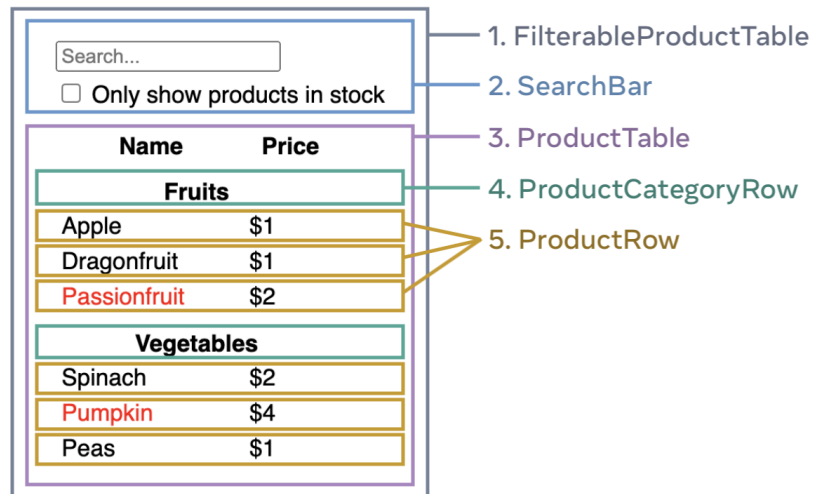 1. FilterableProductTable
Search...
Only show products in stock
2. SearchBar
3. ProductTable
Name Price
Fruits
4. ProductCategoryRow
Apple $1
5. ProductRow
Dragonfruit $1
Passionfruit $2
Vegetables
Spinach $2
Pumpkin $4
Peas $1